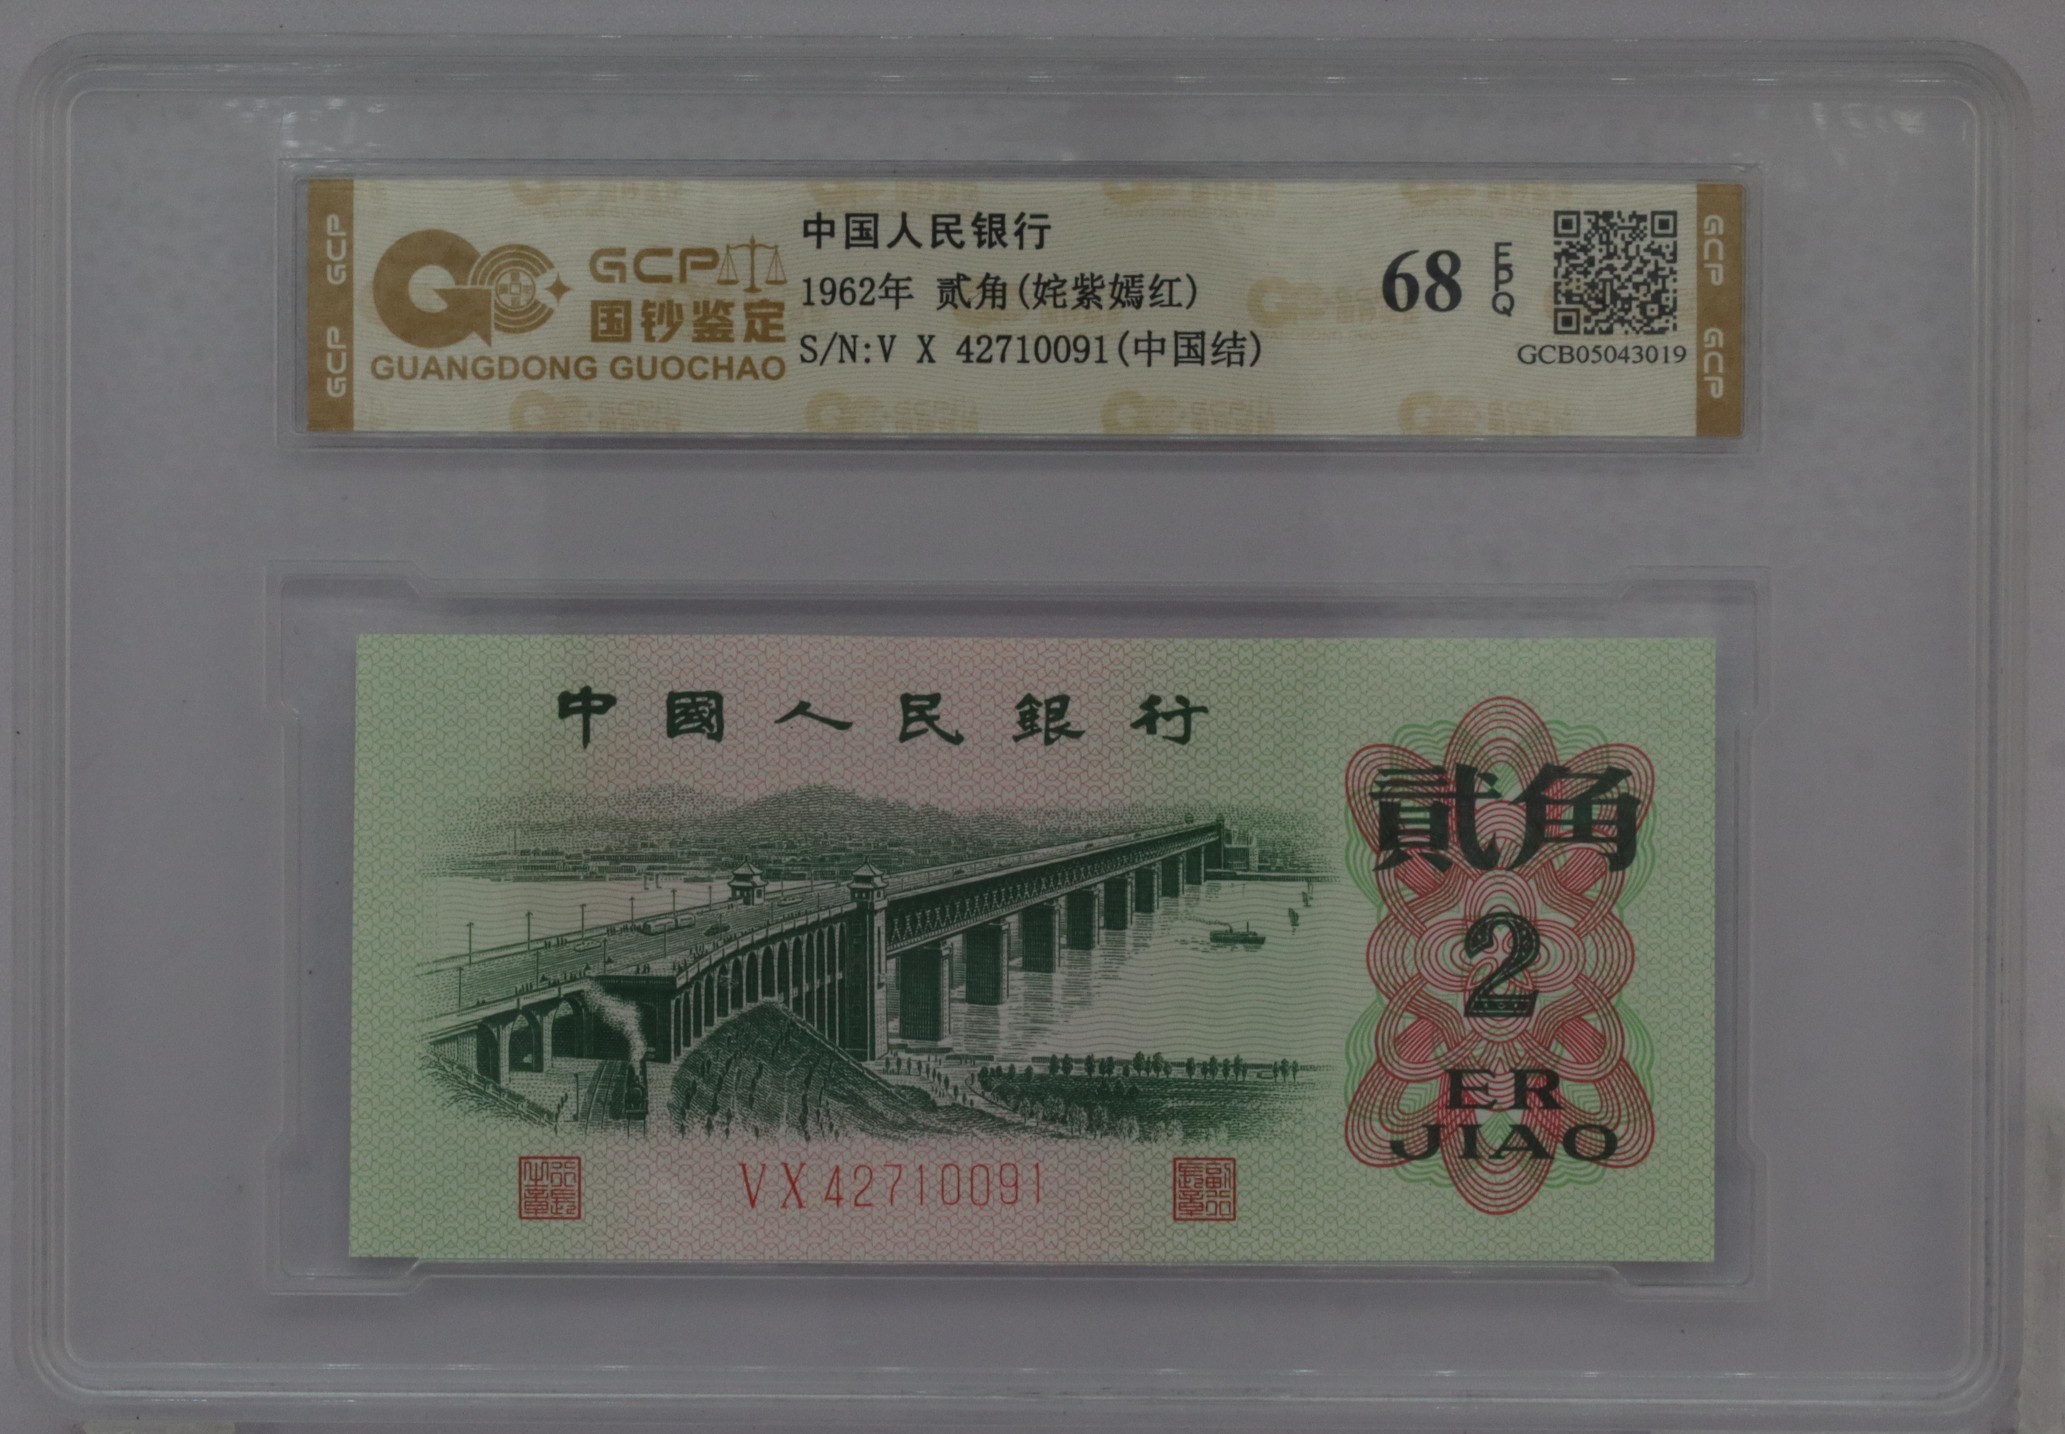 GCP
GCP
GCP
国钞鉴定
GUANGDONG GUOCHAO
中国人民银行
1962年 贰角(姹紫嫣红)
S/N:V X 42710091(中国结)
68 EPQ
GCB05043019
GCP
GCP
中國人民銀行
貳角
2
ER
JIAO
VX42710091